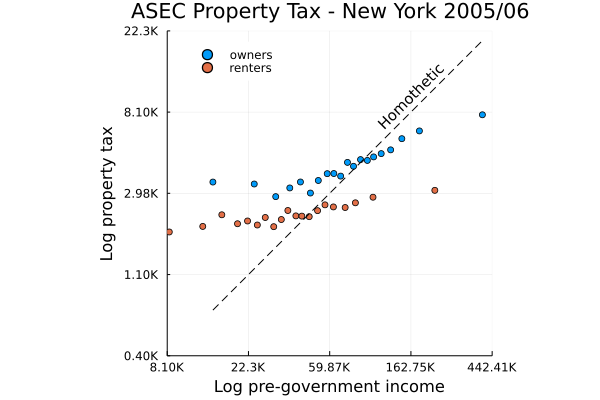 ASEC Property Tax - New York 2005/06
22.3K
8.10K
2.98K
1.10K
0.40K
Log property tax
owners
renters
Homothetic
8.10K 22.3K 59.87K 162.75K 442.41K
Log pre-government income